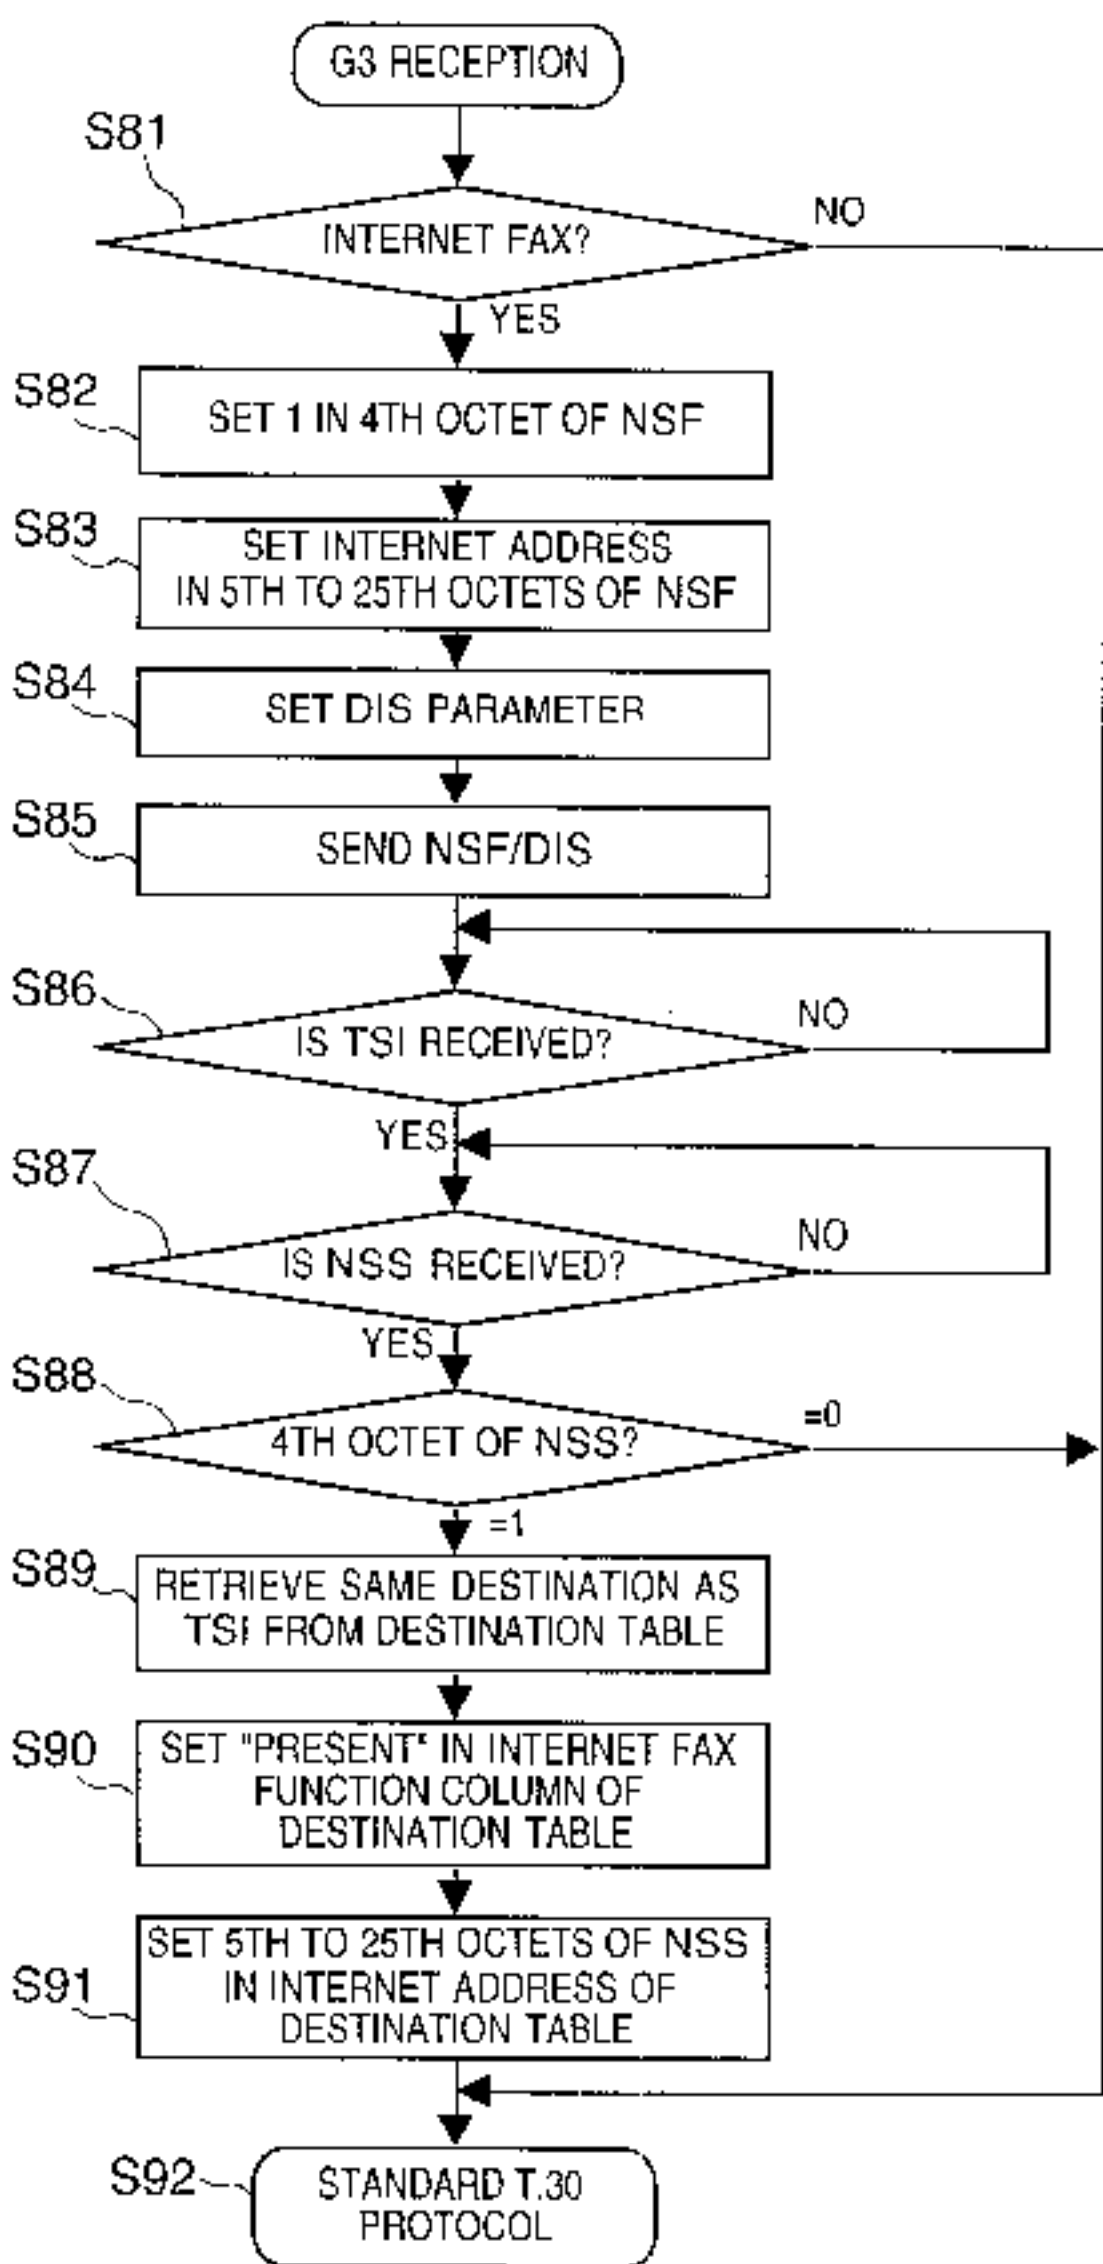 G3 RECEPTION
S81
INTERNET FAX?
NO
YES
S82
SET 1 IN 4TH OCTET OF NSF
S83
SET INTERNET ADDRESS
IN 5TH TO 25TH OCTETS OF NSF
S84
SET DIS PARAMETER
S85
SEND NSF/DIS
S86
IS TSI RECEIVED?
NO
YES
S87
IS NSS RECEIVED?
NO
YES
S88
4TH OCTET OF NSS?
=0
=1
S89
RETRIEVE SAME DESTINATION AS
TSI FROM DESTINATION TABLE
S90
SET "PRESENT" IN INTERNET FAX
FUNCTION COLUMN OF
DESTINATION TABLE
S91
SET 5TH TO 25TH OCTETS OF NSS
IN INTERNET ADDRESS OF
DESTINATION TABLE
S92
STANDARD T.30
PROTOCOL